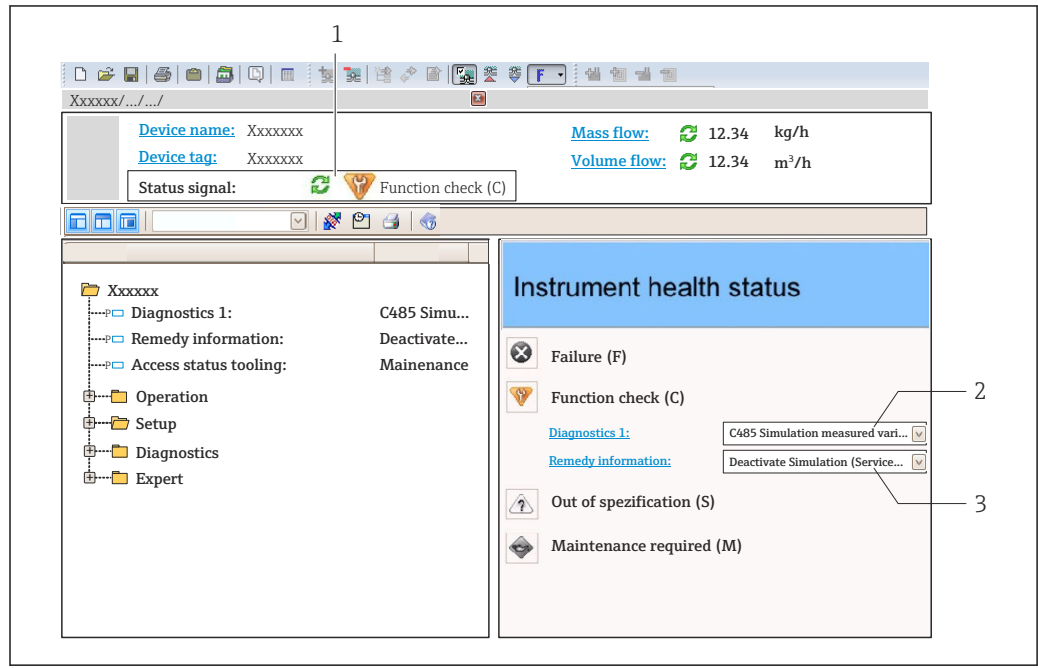 1
F
Xxxxxx/.../.../
Device name: Xxxxxxx
Mass flow: 12.34 kg/h
Device tag: Xxxxxxx
Volume flow: 12.34 m³/h
Status signal: Function check (C)
Instrument health status
Xxxxxx
P Diagnostics 1: C485 Simu...
P Remedy information: Deactivate...
P Access status tooling: Mainenance
Operation
Setup
Diagnostics
Expert
Failure (F)
Function check (C)
2
Diagnostics 1: C485 Simulation measured vari...
Remedy information: Deactivate Simulation (Service...
Out of spezification (S)
3
Maintenance required (M)